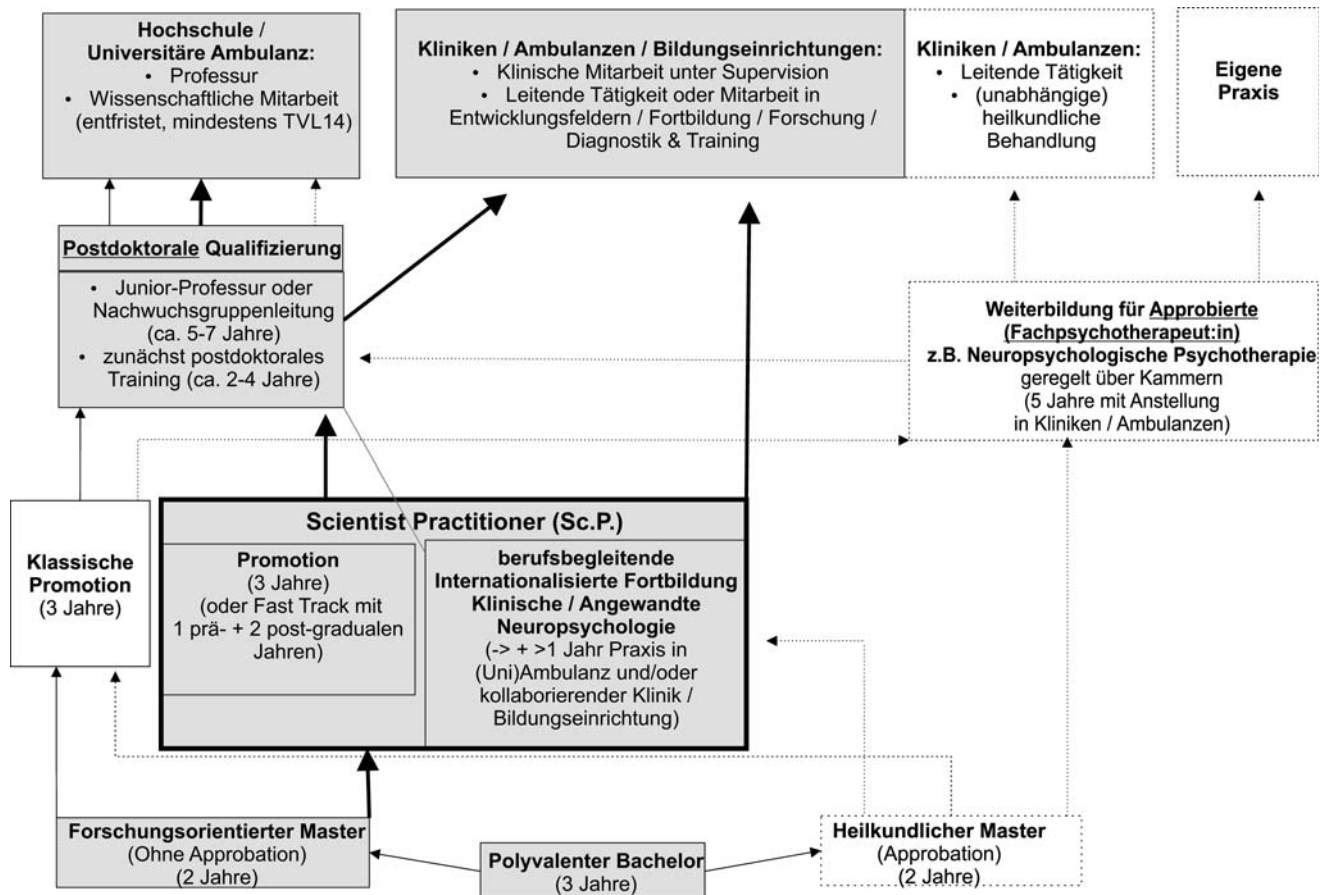 Hochschule /
Universitäre Ambulanz:
• Professur
• Wissenschaftliche Mitarbeit
(entfristet, mindestens TVL14)
Kliniken / Ambulanzen / Bildungseinrichtungen:
• Klinische Mitarbeit unter Supervision
• Leitende Tätigkeit oder Mitarbeit in
Entwicklungsfeldern / Fortbildung / Forschung /
Diagnostik & Training
Kliniken / Ambulanzen:
• Leitende Tätigkeit
• (unabhängige)
heilkundliche
Behandlung
Eigene
Praxis
Postdoktorale Qualifizierung
• Junior-Professur oder
Nachwuchsgruppenleitung
(ca. 5-7 Jahre)
• zunächst postdoktorales
Training (ca. 2-4 Jahre)
Weiterbildung für Approbierte
(Fachpsychotherapeut:in)
z.B. Neuropsychologische Psychotherapie
geregelt über Kammern
(5 Jahre mit Anstellung
in Kliniken / Ambulanzen)
Klassische
Promotion
(3 Jahre)
Scientist Practitioner (Sc.P.)
Promotion
(3 Jahre)
(oder Fast Track mit
1 prä- + 2 post-gradualen
Jahren)
berufsbegleitende
Internationalisierte Fortbildung
Klinische / Angewandte
Neuropsychologie
(-> + >1 Jahr Praxis in
(Uni)Ambulanz und/oder
kollaborierender Klinik /
Bildungseinrichtung)
Forschungsorientierter Master
(Ohne Approbation)
(2 Jahre)
Polyvalenter Bachelor
(3 Jahre)
Heilkundlicher Master
(Approbation)
(2 Jahre)